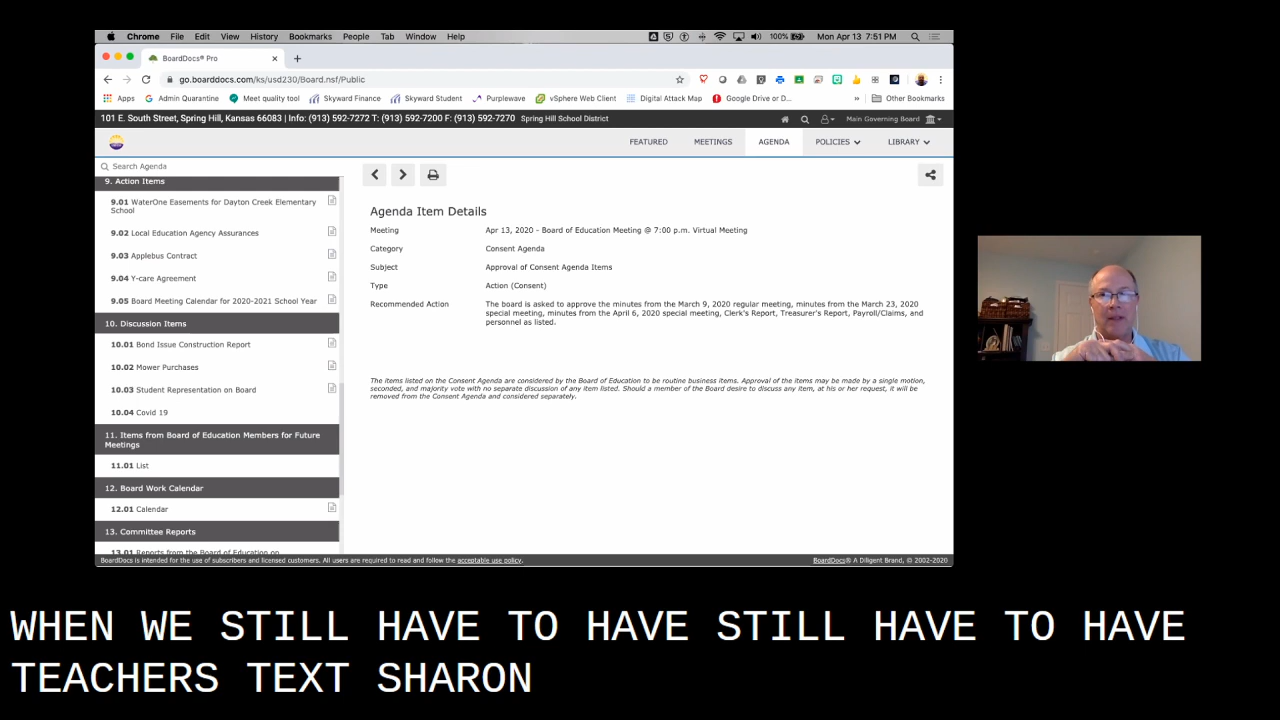 Chrome File Edit View History Bookmarks People Tab Window Help 100% Mon Apr 13 7:51 PM
BoardDocs® Pro
go.boarddocs.com/ks/usd230/Board.nsf/Public
Apps Admin Quarantine Meet quality tool Skyward Finance Skyward Student Purplewave vSphere Web Client Digital Attack Map Google Drive or D... » Other Bookmarks
101 E. South Street, Spring Hill, Kansas 66083 | Info: (913) 592-7272 T: (913) 592-7200 F: (913) 592-7270 Spring Hill School District Main Governing Board
FEATURED MEETINGS AGENDA POLICIES LIBRARY
Search Agenda
9. Action Items
9.01 WaterOne Easements for Dayton Creek Elementary
School
9.02 Local Education Agency Assurances
9.03 Applebus Contract
9.04 Y-care Agreement
9.05 Board Meeting Calendar for 2020-2021 School Year
10. Discussion Items
10.01 Bond Issue Construction Report
10.02 Mower Purchases
10.03 Student Representation on Board
10.04 Covid 19
11. Items from Board of Education Members for Future
Meetings
11.01 List
12. Board Work Calendar
12.01 Calendar
13. Committee Reports
13.01 Reports from the Board of Education on
Agenda Item Details
Meeting Apr 13, 2020 - Board of Education Meeting @ 7:00 p.m. Virtual Meeting
Category Consent Agenda
Subject Approval of Consent Agenda Items
Type Action (Consent)
Recommended Action The board is asked to approve the minutes from the March 9, 2020 regular meeting, minutes from the March 23, 2020
special meeting, minutes from the April 6, 2020 special meeting, Clerk's Report, Treasurer's Report, Payroll/Claims, and
personnel as listed.
The items listed on the Consent Agenda are considered by the Board of Education to be routine business items. Approval of the items may be made by a single motion,
seconded, and majority vote with no separate discussion of any item listed. Should a member of the Board desire to discuss any item, at his or her request, it will be
removed from the Consent Agenda and considered separately.
BoardDocs is intended for the use of subscribers and licensed customers. All users are required to read and follow the acceptable use policy. BoardDocs® A Diligent Brand, © 2002-2020
WHEN WE STILL HAVE TO HAVE STILL HAVE TO HAVE
TEACHERS TEXT SHARON